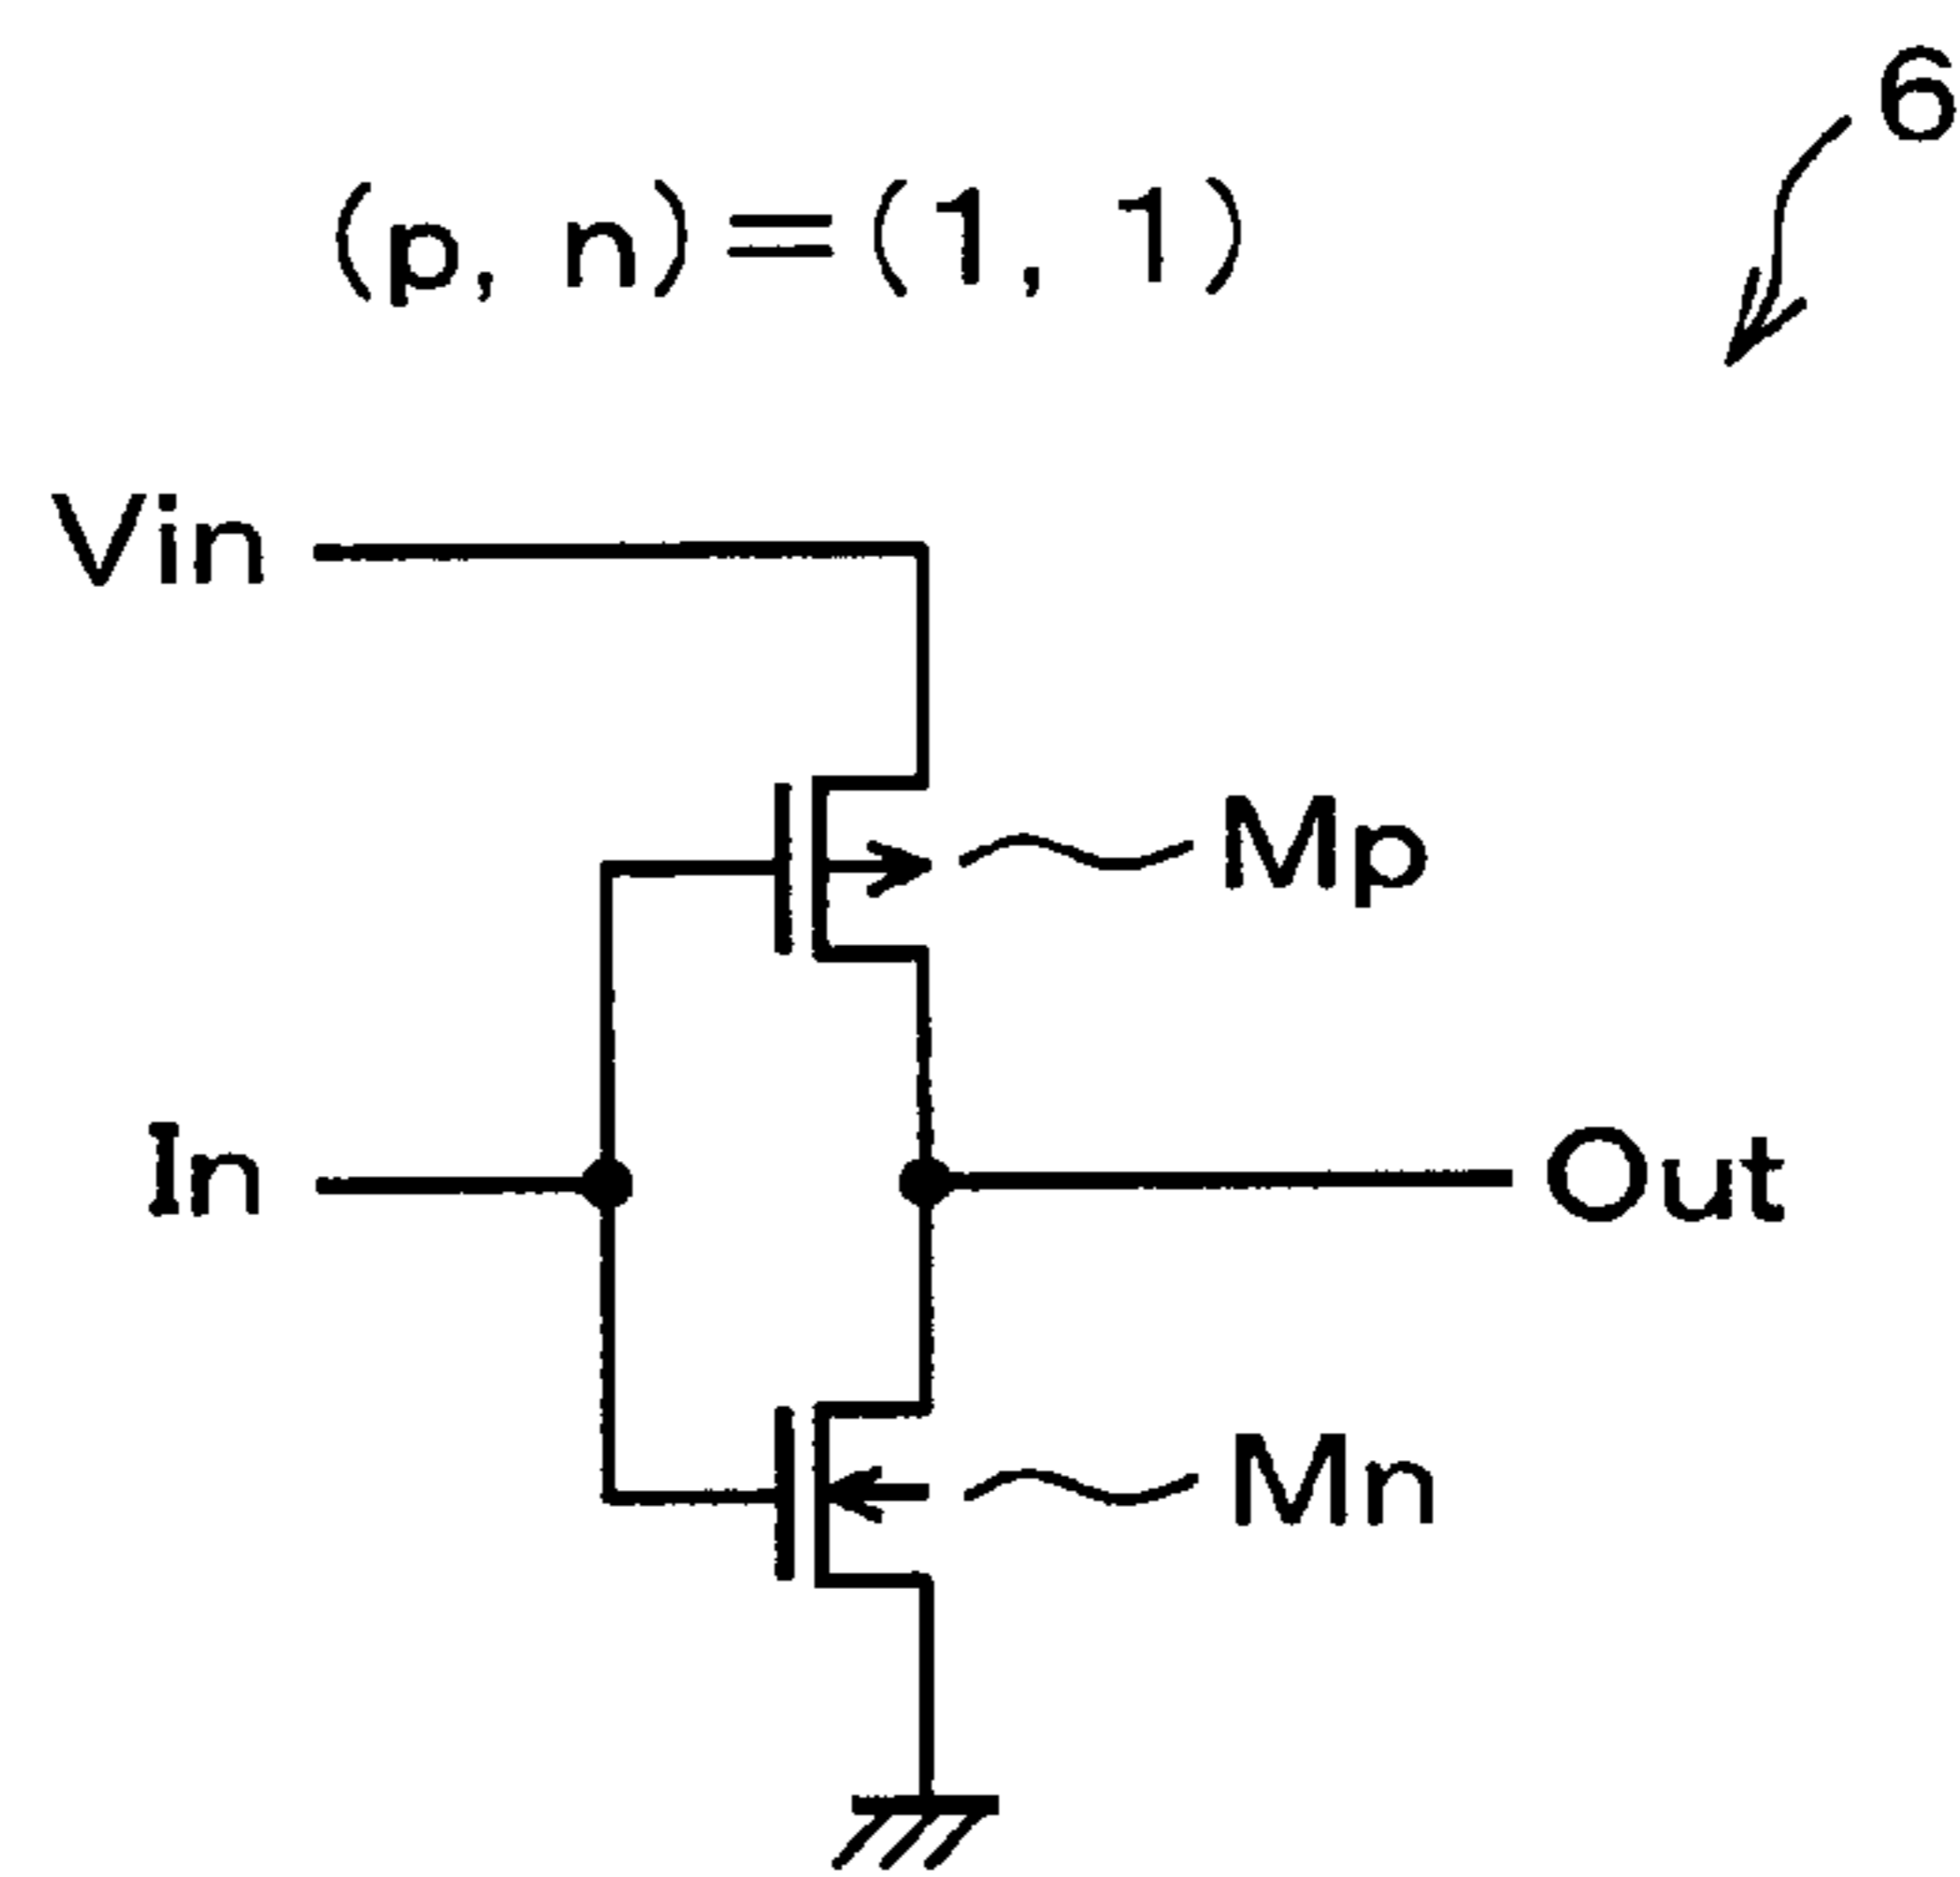 6
(p, n)=(1, 1)
Vin
Mp
In
Out
Mn